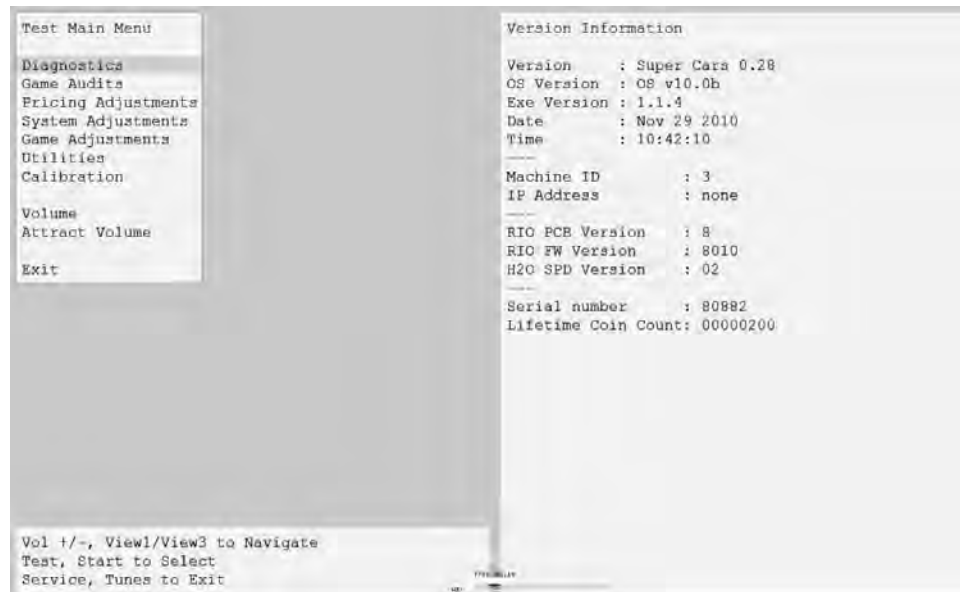 Test Main Menu
Diagnostics
Game Audits
Pricing Adjustments
System Adjustments
Game Adjustments
Utilities
Calibration
Volume
Attract Volume
Exit
Version Information
Version : Super Cars 0.28
OS Version : OS v10.0b
Exe Version : 1.1.4
Date : Nov 29 2010
Time : 10:42:10
----
Machine ID : 3
IP Address : none
----
RIO PCB Version : 8
RIO FW Version : 8010
H2O SPD Version : 02
----
Serial number : 80882
Lifetime Coin Count: 00000200
Vol +/-, View1/View3 to Navigate
Test, Start to Select
Service, Tunes to Exit